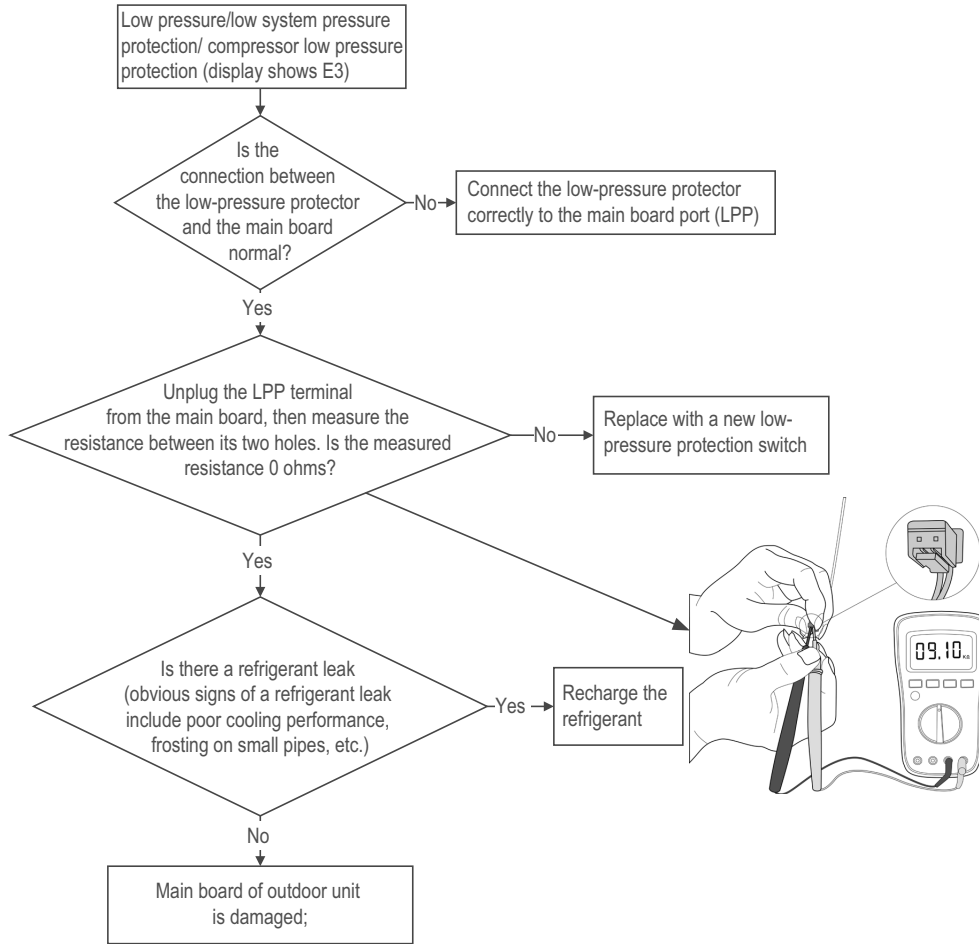 Low pressure/low system pressure
protection/ compressor low pressure
protection (display shows E3)
Is the
connection between
the low-pressure protector
and the main board
normal?
No
Connect the low-pressure protector
correctly to the main board port (LPP)
Yes
Unplug the LPP terminal
from the main board, then measure the
resistance between its two holes. Is the measured
resistance 0 ohms?
No
Replace with a new low-
pressure protection switch
Yes
09.10 KΩ
Is there a refrigerant leak
(obvious signs of a refrigerant leak
include poor cooling performance,
frosting on small pipes, etc.)
Yes
Recharge the
refrigerant
No
Main board of outdoor unit
is damaged;